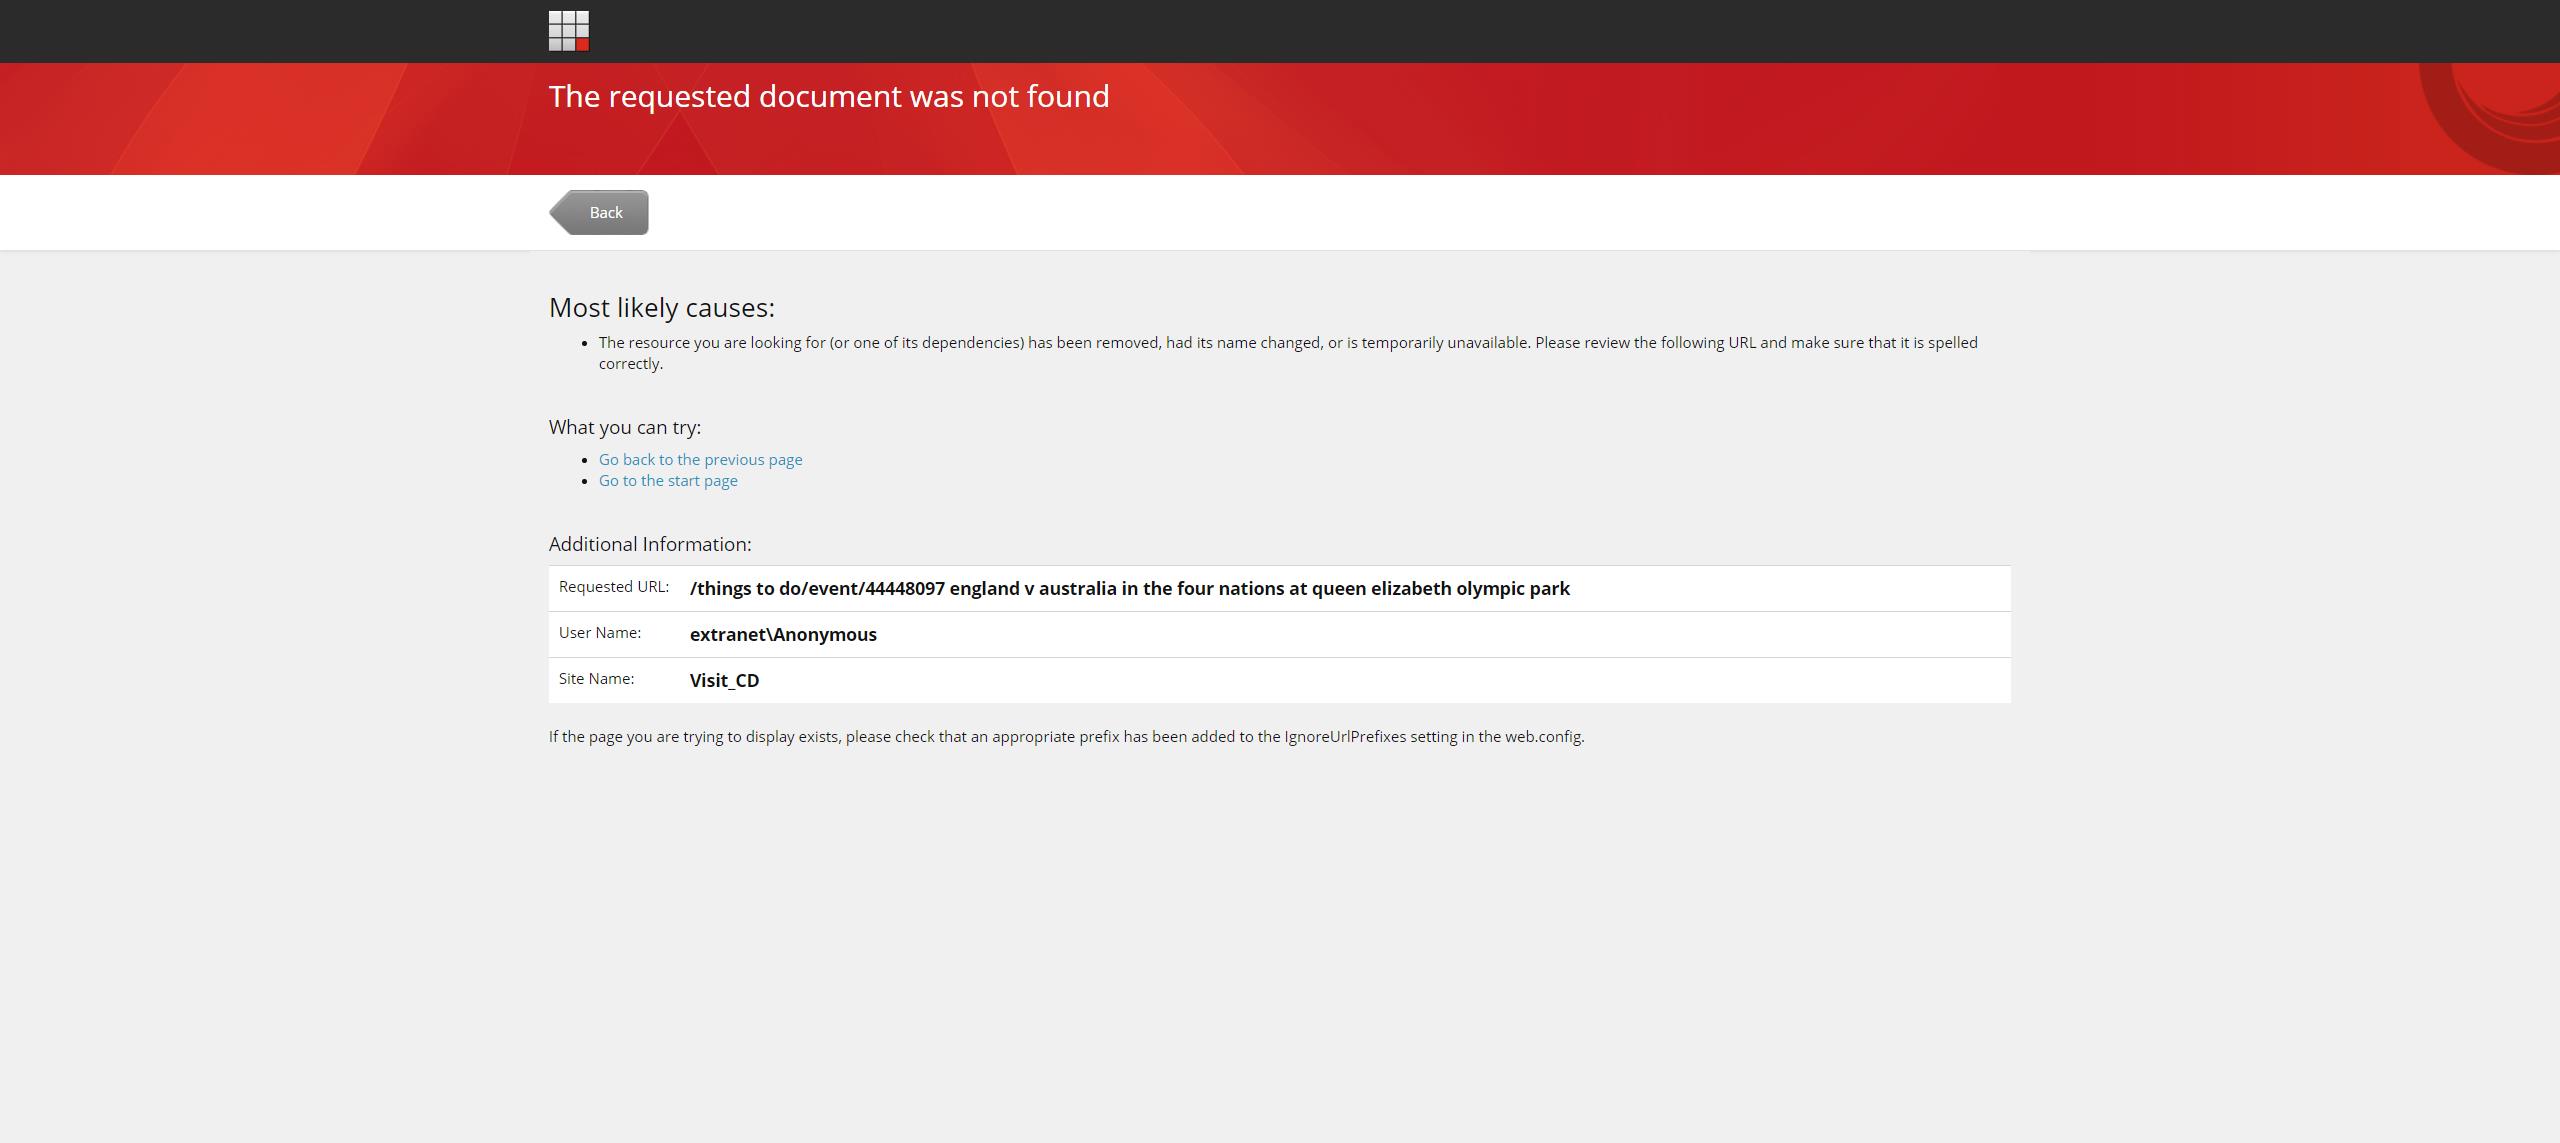 The requested document was not found
Back
Most likely causes:
The resource you are looking for (or one of its dependencies) has been removed, had its name changed, or is temporarily unavailable. Please review the following URL and make sure that it is spelled
correctly.
What you can try:
Go back to the previous page
Go to the start page
Additional Information:
Requested URL: /things to do/event/44448097 england v australia in the four nations at queen elizabeth olympic park
User Name: extranet\Anonymous
Site Name: Visit_CD
If the page you are trying to display exists, please check that an appropriate prefix has been added to the IgnoreUrlPrefixes setting in the web.config.